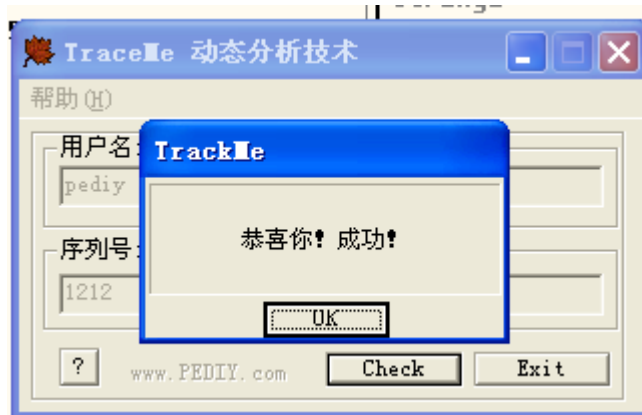 TraceMe 动态分析技术
帮助(H)
用户名:
TrackMe
pediy
恭喜你！成功！
序列号:
1212
OK
?
www.PEDIY.com
Check
Exit